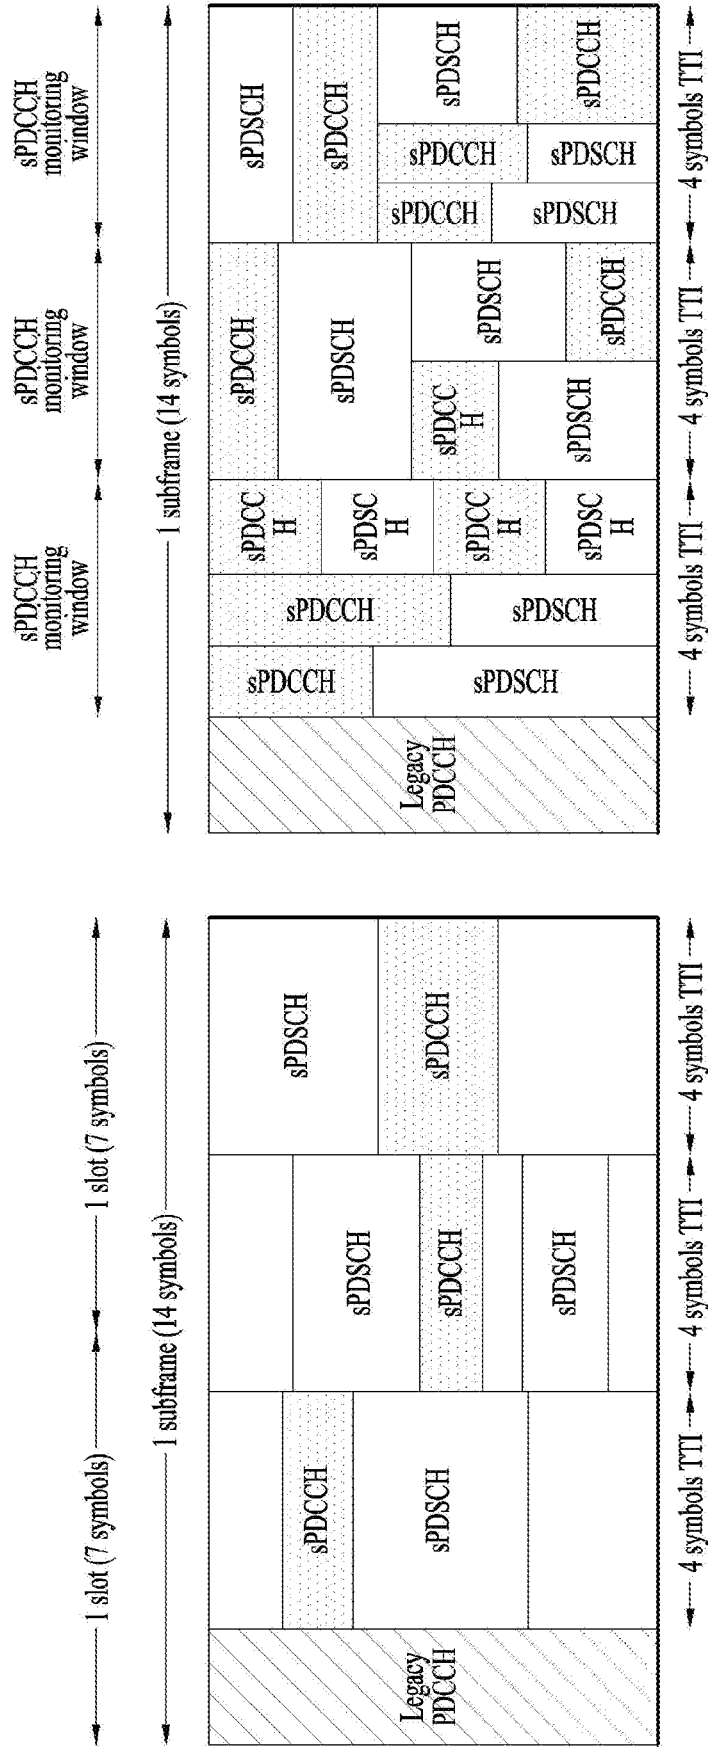 1 slot (7 symbols)
1 slot (7 symbols)
1 subframe (14 symbols)
Legacy
PDCCH
sPDCCH
sPDSCH
sPDSCH
sPDCCH
sPDSCH
sPDSCH
sPDCCH
4 symbols TTI
4 symbols TTI
4 symbols TTI
sPDCCH
monitoring
window
sPDCCH
monitoring
window
sPDCCH
monitoring
window
1 subframe (14 symbols)
Legacy
PDCCH
sPDCCH
sPDSCH
sPDCCH
sPDSCH
sPDCC
H
sPDSC
H
sPDCC
H
sPDSC
H
sPDCCH
sPDSCH
sPDCC
H
sPDSCH
sPDSCH
sPDCCH
sPDSCH
sPDCCH
sPDCCH
sPDSCH
sPDCCH
sPDSCH
sPDSCH
sPDCCH
4 symbols TTI
4 symbols TTI
4 symbols TTI